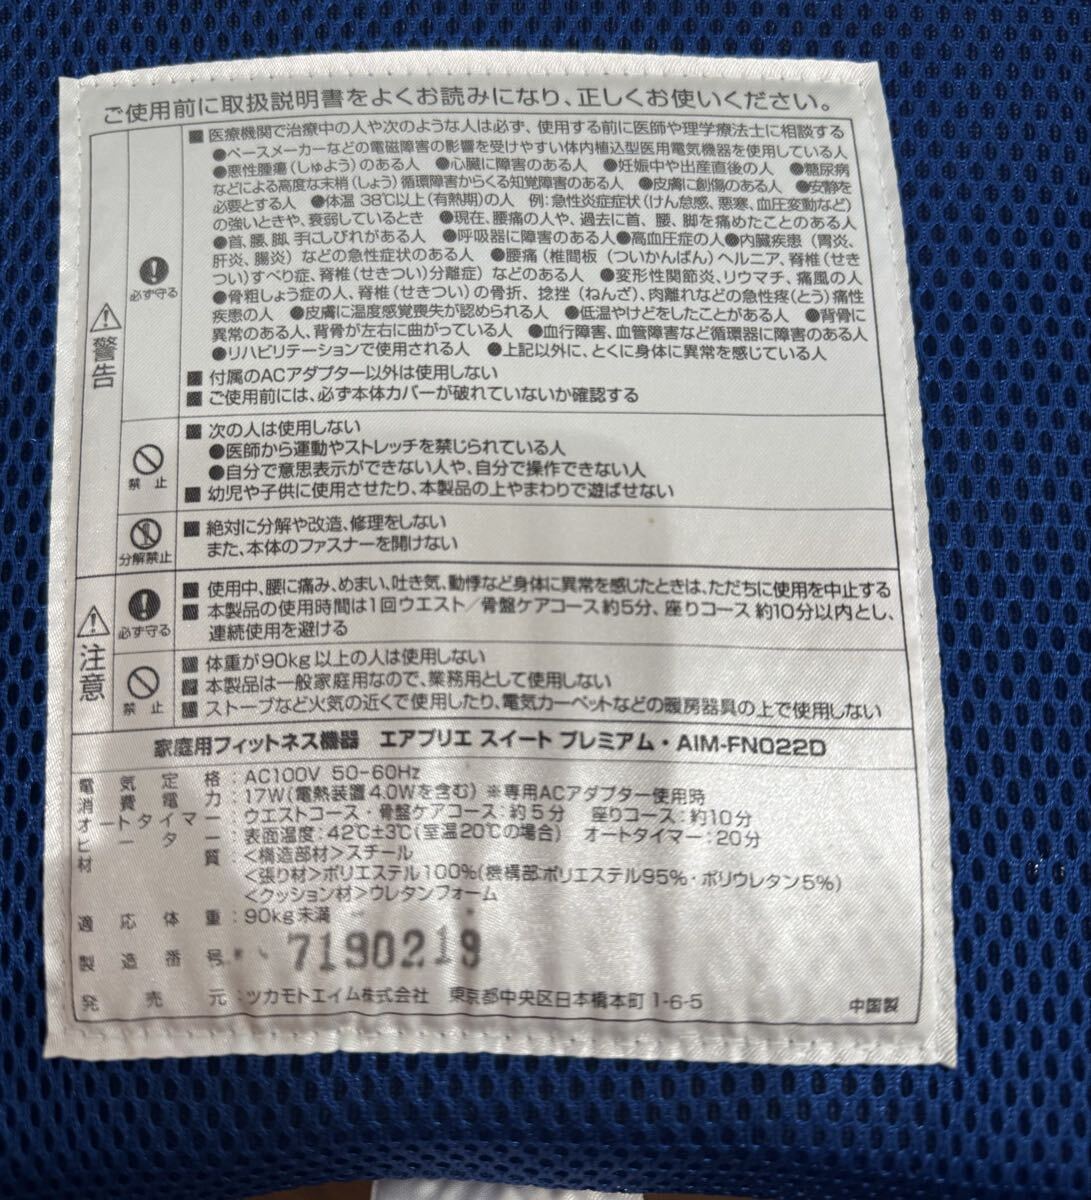 ご使用前に取扱説明書をよくお読みになり、正しくお使いください。
■ 医療機関で治療中の人や次のような人は必ず、使用する前に医師や理学療法士に相談する
●ペースメーカーなどの電磁障害の影響を受けやすい体内植込型医用電気機器を使用している人
●悪性腫瘍(しゅよう)のある人 ●心臓に障害のある人 ●妊娠中や出産直後の人 ●糖尿病
などによる高度な末梢(しょう)循環障害からくる知覚障害のある人 ●皮膚に創傷のある人 ●安静を
必要とする人 ●体温 38℃以上(有熱期)の人 例:急性炎症症状(けん怠感、悪寒、血圧変動など)
の強いときや、衰弱しているとき ●現在、腰痛の人や、過去に首、腰、脚を痛めたことのある人
●首、腰、脚、手にしびれがある人 ●呼吸器に障害のある人●高血圧症の人●内臓疾患(胃炎、
肝炎、腸炎)などの急性症状のある人 ●腰痛(椎間板(ついかんばん)ヘルニア、脊椎(せき
つい)すべり症、脊椎(せきつい)分離症)などのある人 ●変形性関節炎、リウマチ、痛風の人
●骨粗しょう症の人、脊椎(せきつい)の骨折、捻挫(ねんざ)、肉離れなどの急性疼(とう)痛性
疾患の人 ●皮膚に温度感覚喪失が認められる人 ●低温やけどをしたことがある人 ●背骨に
異常のある人、背骨が左右に曲がっている人 ●血行障害、血管障害など循環器に障害のある人
●リハビリテーションで使用される人 ●上記以外に、とくに身体に異常を感じている人
必ず守る
警告
■ 付属のACアダプター以外は使用しない
■ ご使用前には、必ず本体カバーが破れていないか確認する
■ 次の人は使用しない
●医師から運動やストレッチを禁じられている人
●自分で意思表示ができない人や、自分で操作できない人
■ 幼児や子供に使用させたり、本製品の上やまわりで遊ばせない
禁 止
■ 絶対に分解や改造、修理をしない
また、本体のファスナーを開けない
分解禁止
■ 使用中、腰に痛み、めまい、吐き気、動悸など身体に異常を感じたときは、ただちに使用を中止する
■ 本製品の使用時間は1回ウエスト/骨盤ケアコース約5分、座りコース 約10分以内とし、
連続使用を避ける
必ず守る
注意
■ 体重が90kg以上の人は使用しない
■ 本製品は一般家庭用なので、業務用として使用しない
■ ストーブなど火気の近くで使用したり、電気カーペットなどの暖房器具の上で使用しない
禁 止
家庭用フィットネス機器 エアブリエ スイート プレミアム・AIM-FN022D
電気定格:AC100V 50-60Hz
消費電力:17W(電熱装置4.0Wを含む) ※専用ACアダプター使用時
オートタイマー:ウエストコース・骨盤ケアコース:約5分 座りコース:約10分
ヒーター:表面温度:42℃±3℃(室温20℃の場合) オートタイマー:20分
材質:<構造部材>スチール
<張り材>ポリエステル100%(機構部:ポリエステル95%・ポリウレタン5%)
<クッション材>ウレタンフォーム
適応体重:90kg未満
製造番号 7190219
発売元:ツカモトエイム株式会社 東京都中央区日本橋本町1-6-5 中国製